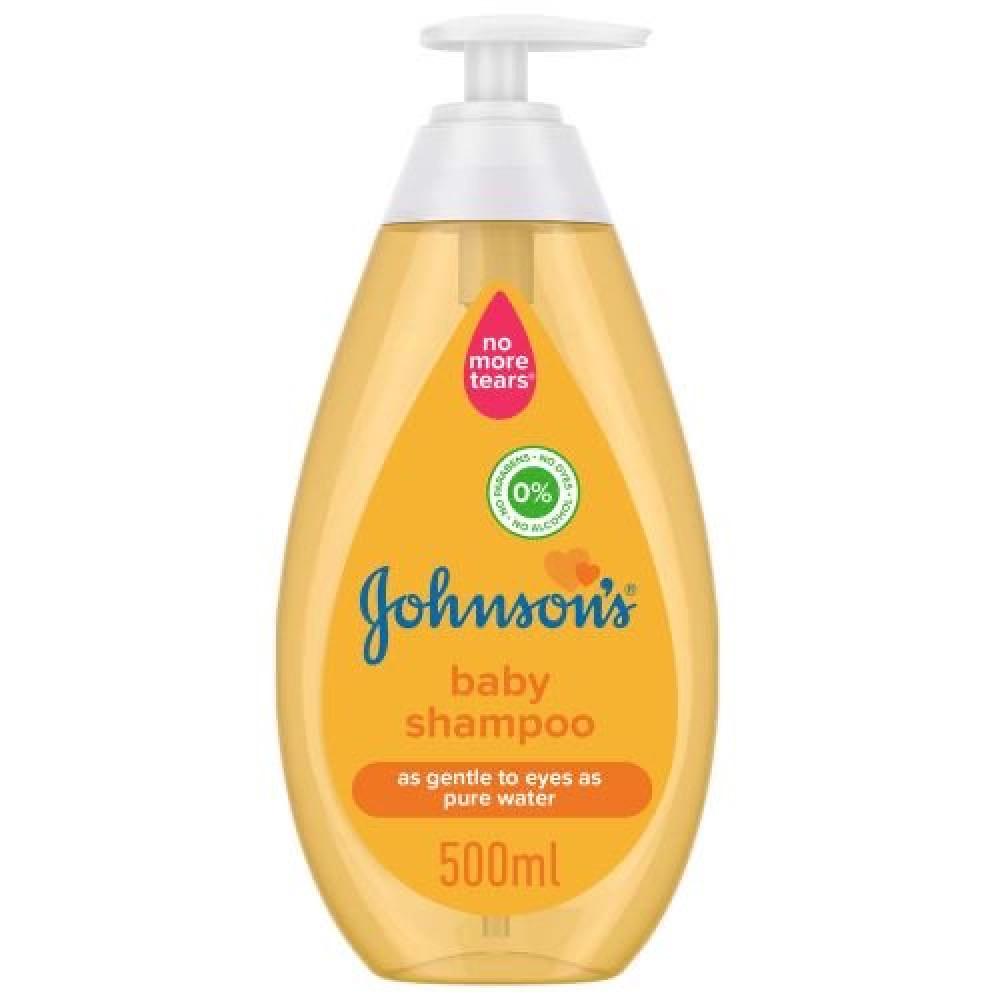 no
more
tears®
NO PARABENS • NO DYES • NO ALCOHOL •
0%
Johnson's®
baby
shampoo
as gentle to eyes as
pure water
500ml